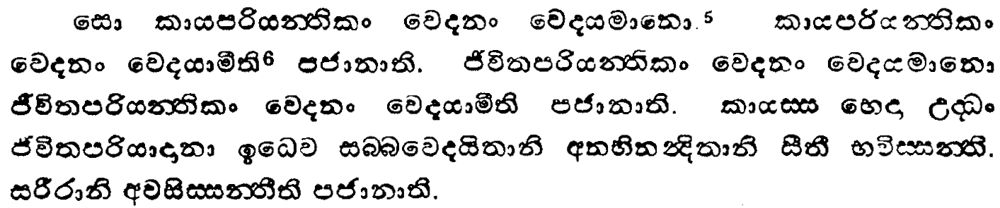 සො කායපරියන්තිකං වෙදනං වෙදයමානො.⁵ කායපරියන්තිකං
වෙදනං වෙදයාමීති⁶ පජානාති. ජීවිතපරියන්තිකං වෙදනං වෙදයමානො
ජීවිතපරියන්තිකං වෙදනං වෙදයාමීති පජානාති. කායස්ස භෙදා උද්ධං
ජීවිතපරියාදානා ඉධෙව සබ්බවෙදයිතානි අනභිනන්දිතානි සීතී භවිස්සන්ති.
සරීරානි අවසිස්සන්තීති පජානාති.